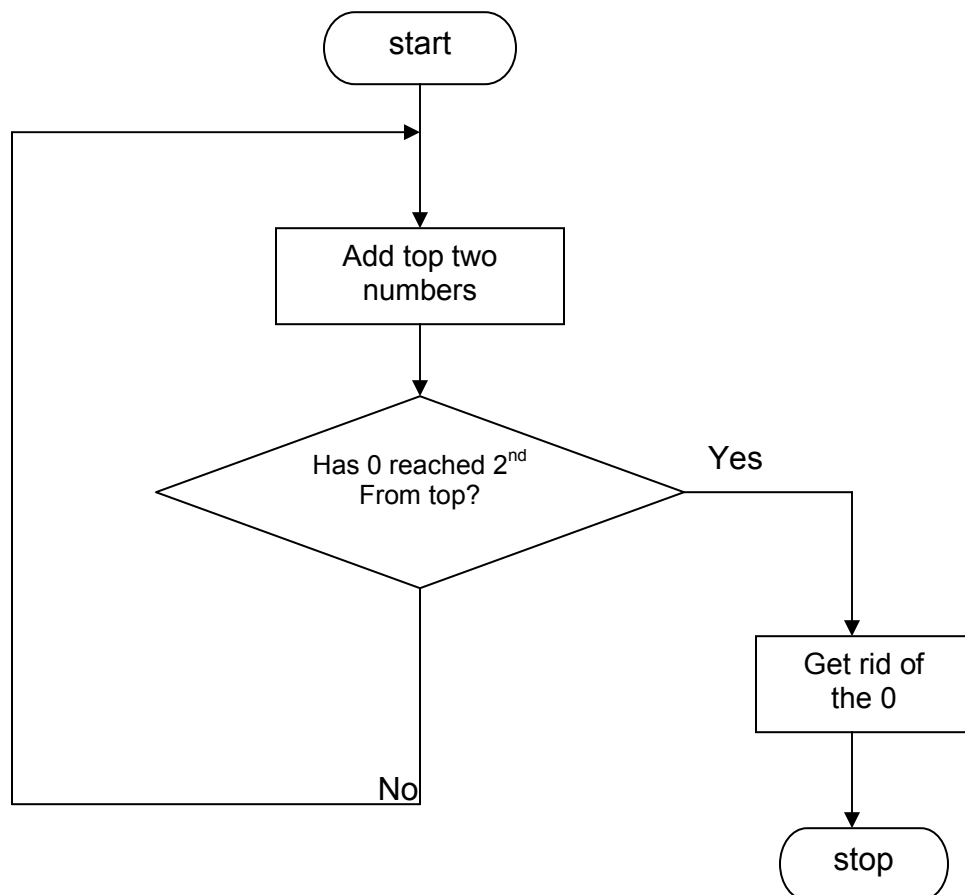 start
Add top two
numbers
Has 0 reached 2nd
From top?
Yes
Get rid of
the 0
No
stop